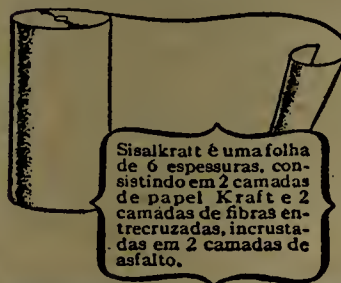 Sisalkratt é uma folha
de 6 espessuras, con-
sistindo em 2 camadas
de papel Kraft e 2
camadas de fibras en-
trecruzadas, incrusta-
das em 2 camadas de
asfalto.